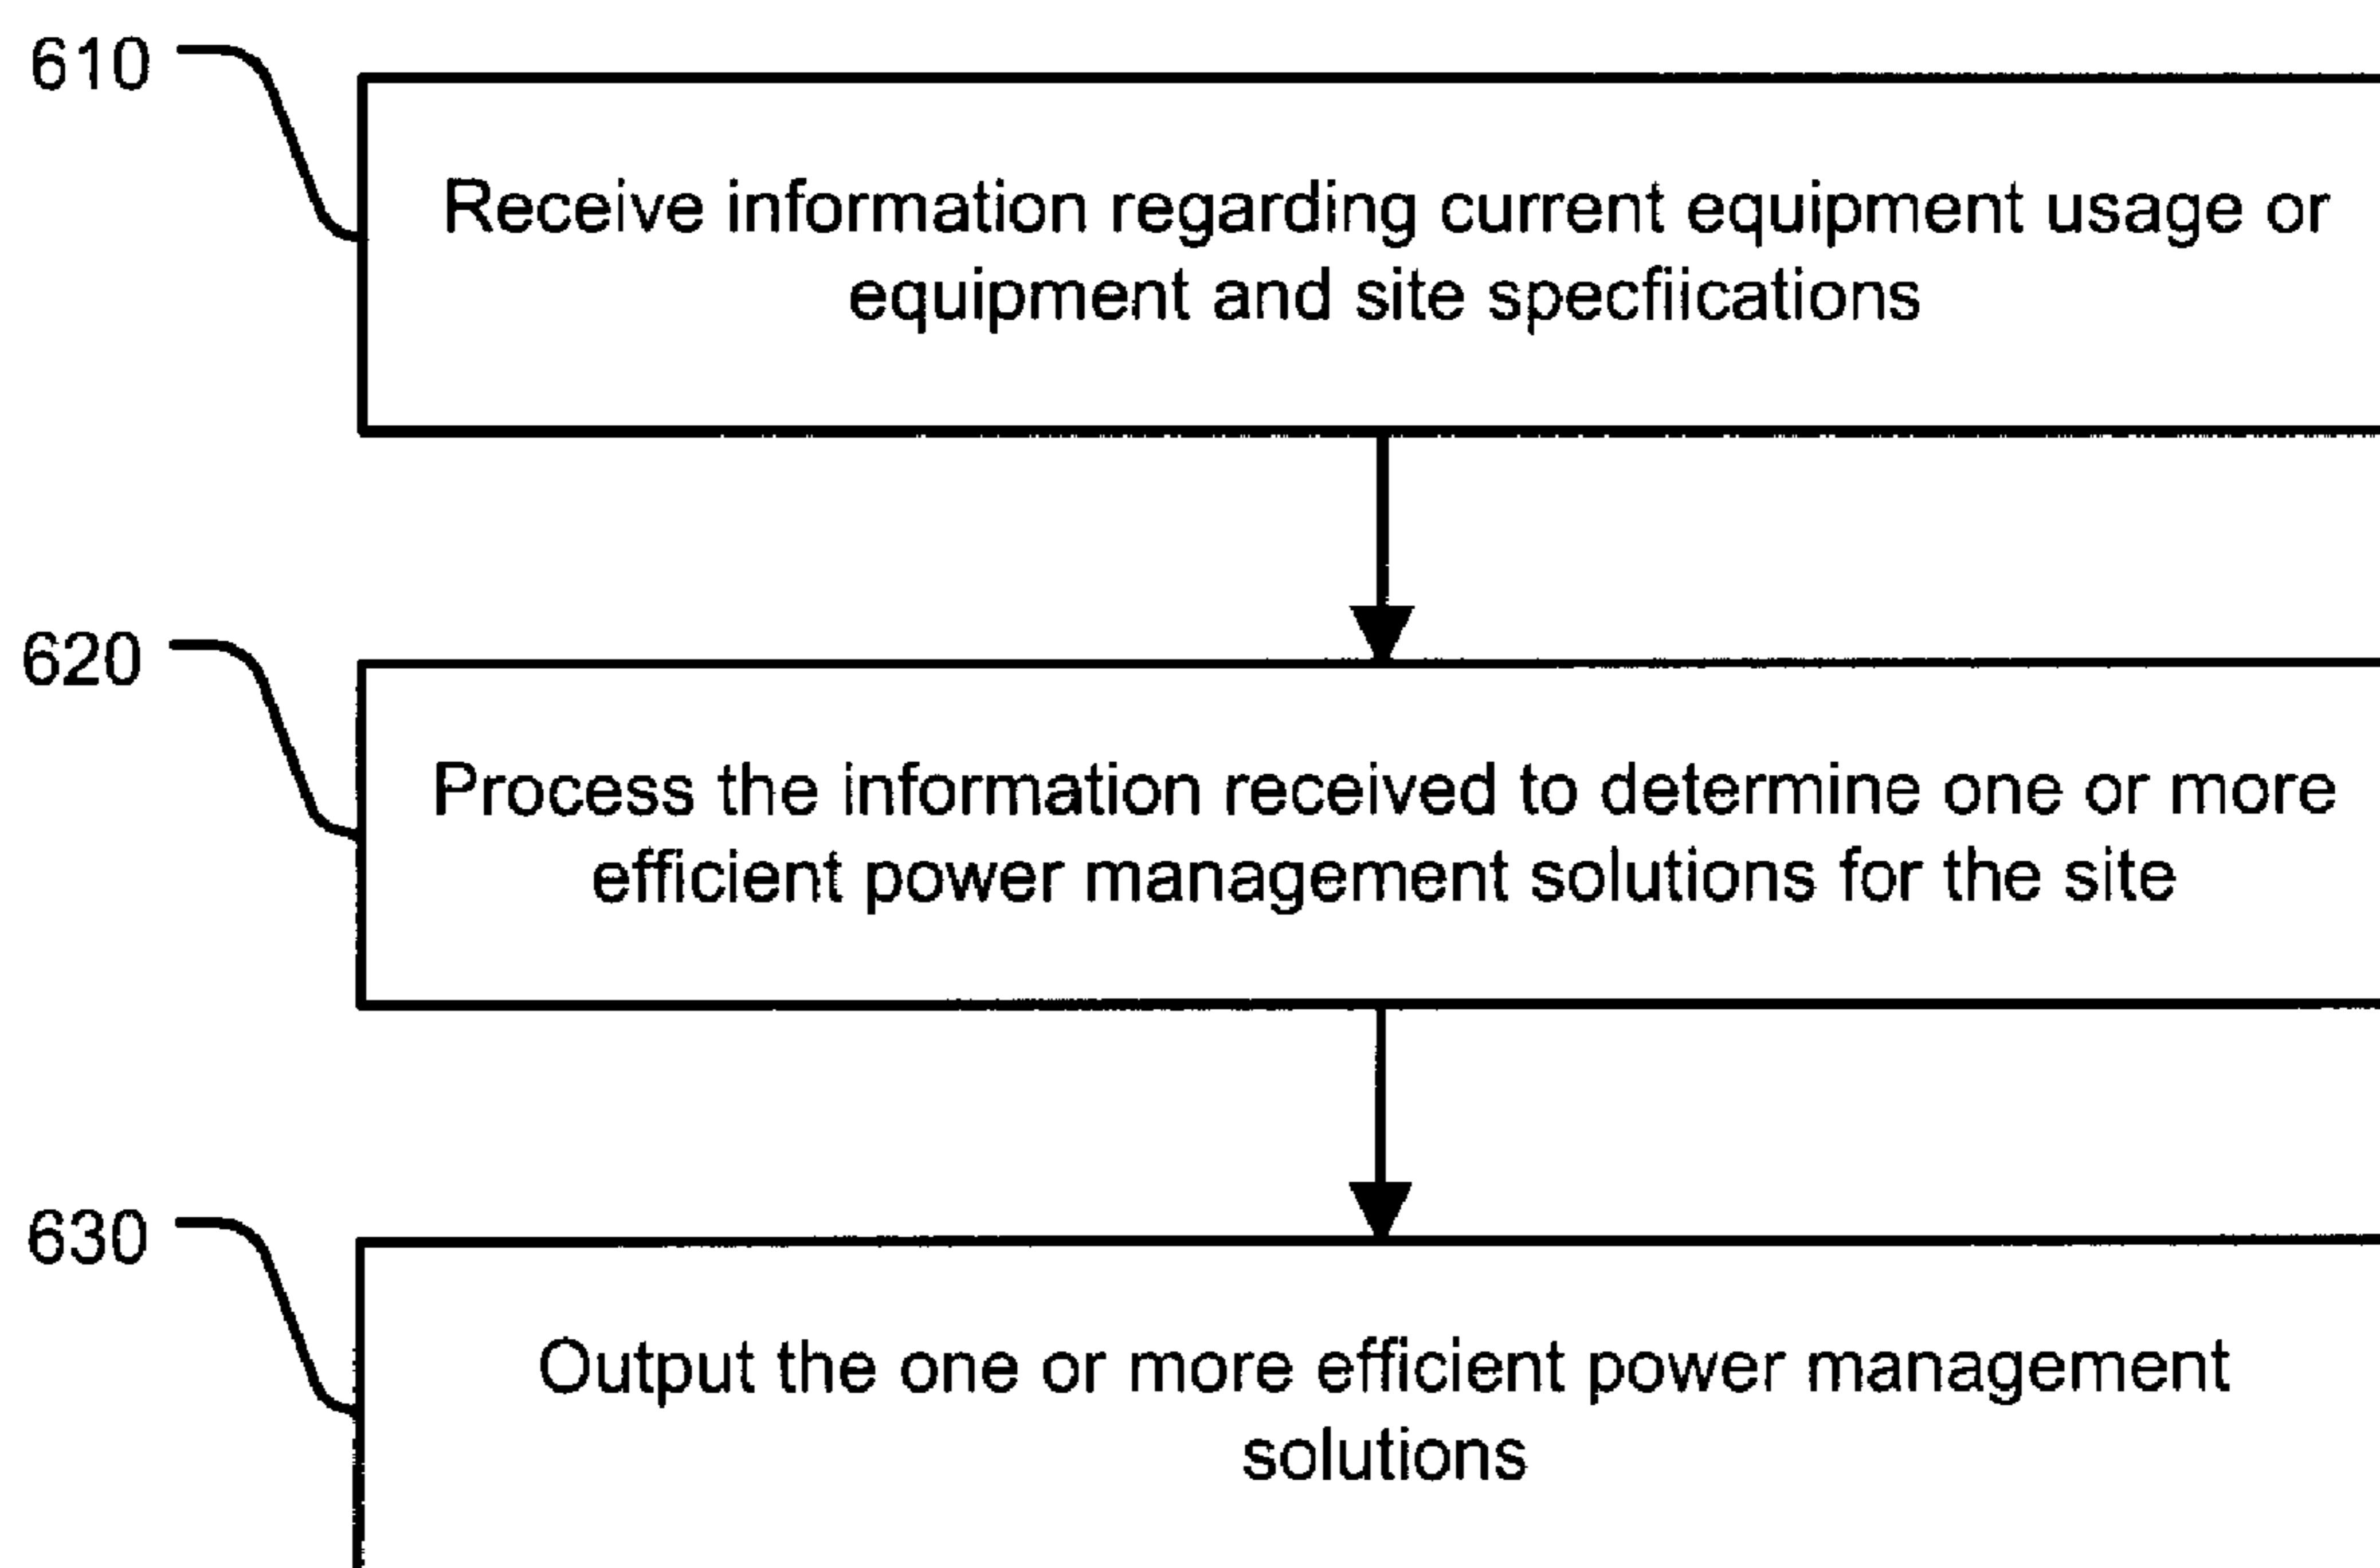 610
Receive information regarding current equipment usage or
equipment and site specfiications
620
Process the information received to determine one or more
efficient power management solutions for the site
630
Output the one or more efficient power management
solutions